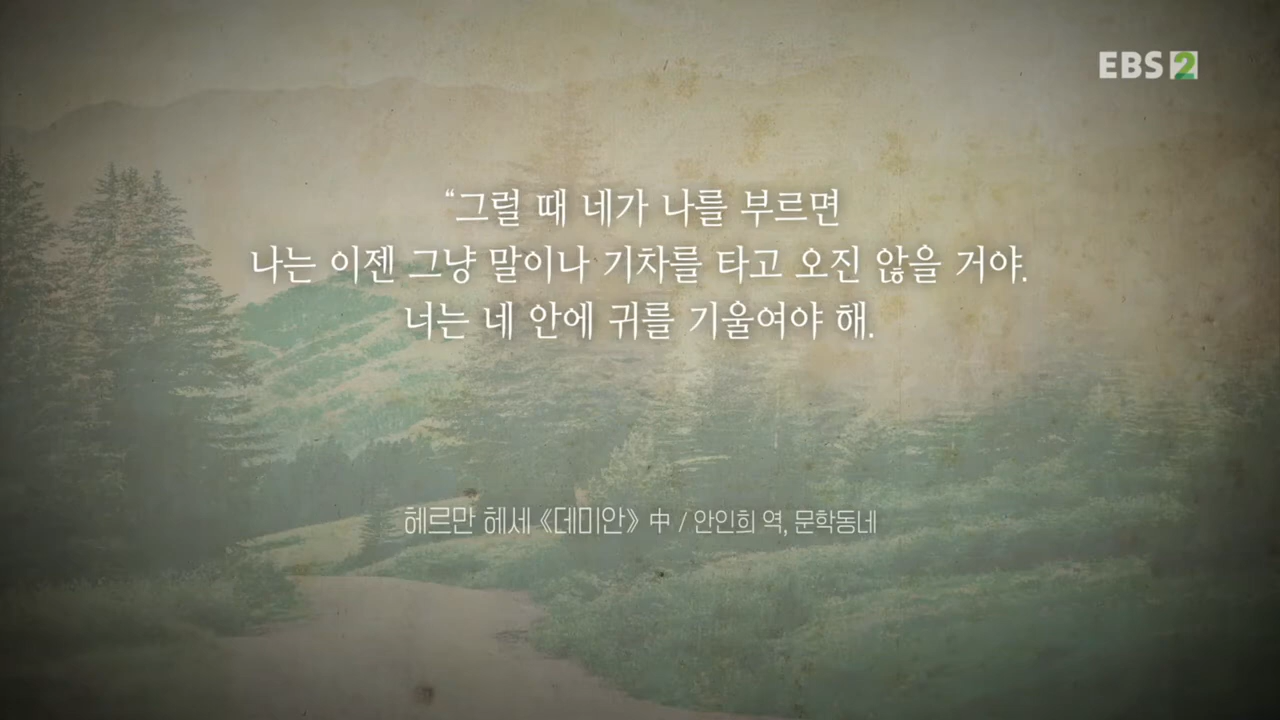 EBS2
“그럴 때 네가 나를 부르면
나는 이젠 그냥 말이나 기차를 타고 오진 않을 거야.
너는 네 안에 귀를 기울여야 해.
헤르만 헤세 《데미안》 中 / 안인희 역, 문학동네